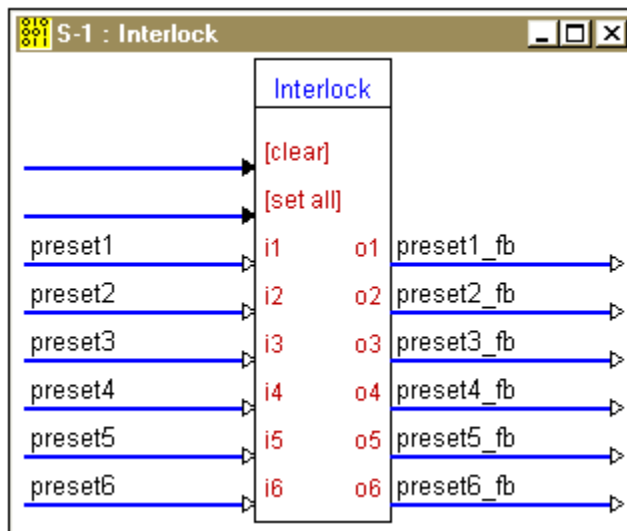 S-1 : Interlock
Interlock
[clear]
[set all]
preset1 i1 o1 preset1_fb
preset2 i2 o2 preset2_fb
preset3 i3 o3 preset3_fb
preset4 i4 o4 preset4_fb
preset5 i5 o5 preset5_fb
preset6 i6 o6 preset6_fb